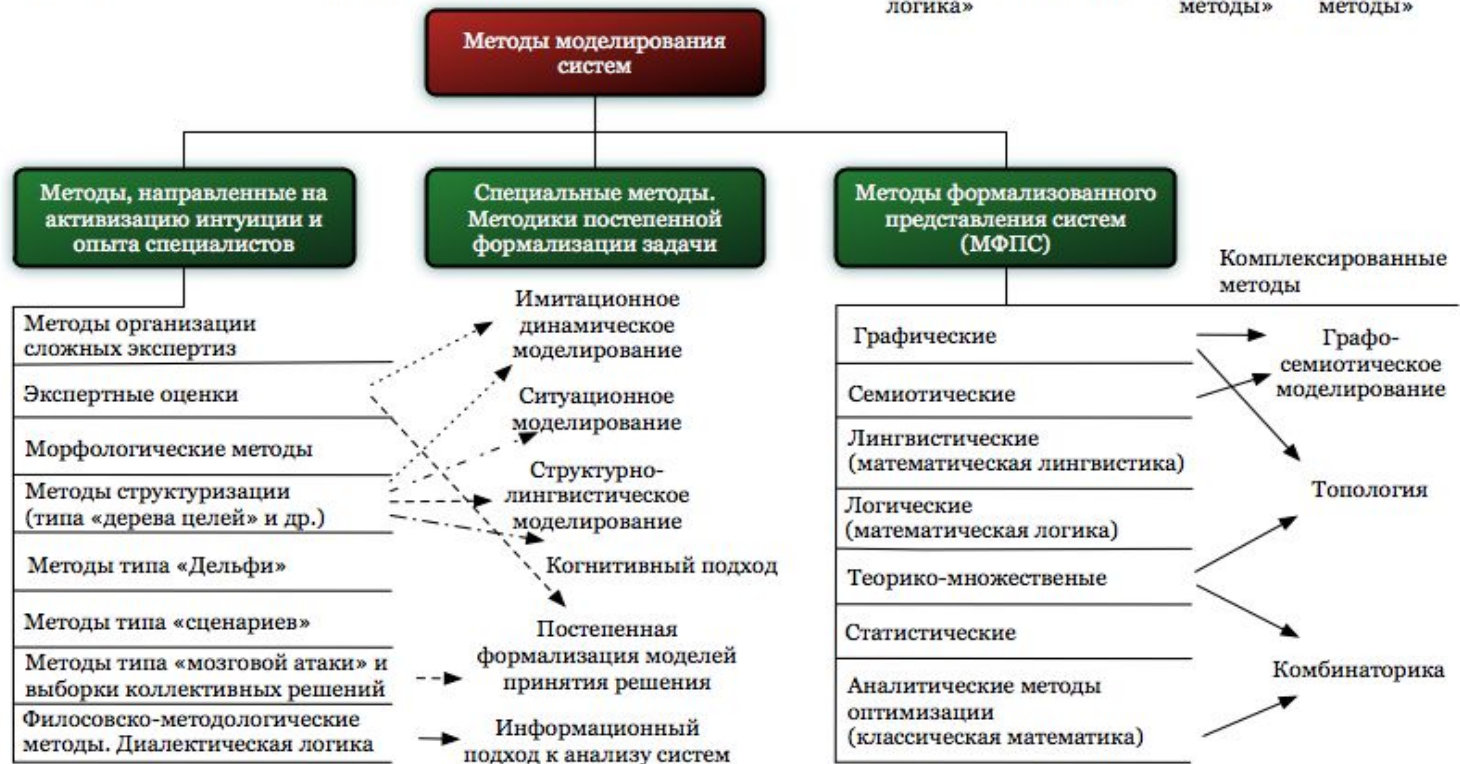 логика»
методы»
методы»
Методы моделирования
систем
Методы, направленные на
активизацию интуиции и
опыта специалистов
Специальные методы.
Методики постепенной
формализации задачи
Методы формализованного
представления систем
(МФПС)
Комплексированные
методы
Методы организации
сложных экспертиз
Экспертные оценки
Морфологические методы
Методы структуризации
(типа «дерева целей» и др.)
Методы типа «Дельфи»
Методы типа «сценариев»
Методы типа «мозговой атаки» и
выборки коллективных решений
Филосовско-методологические
методы. Диалектическая логика
Имитационное
динамическое
моделирование
Ситуационное
моделирование
Структурно-
лингвистическое
моделирование
Когнитивный подход
Постепенная
формализация моделей
принятия решения
Информационный
подход к анализу систем
Графические
Семиотические
Лингвистические
(математическая лингвистика)
Логические
(математическая логика)
Теорико-множественые
Статистические
Аналитические методы
оптимизации
(классическая математика)
Графо-
семиотическое
моделирование
Топология
Комбинаторика